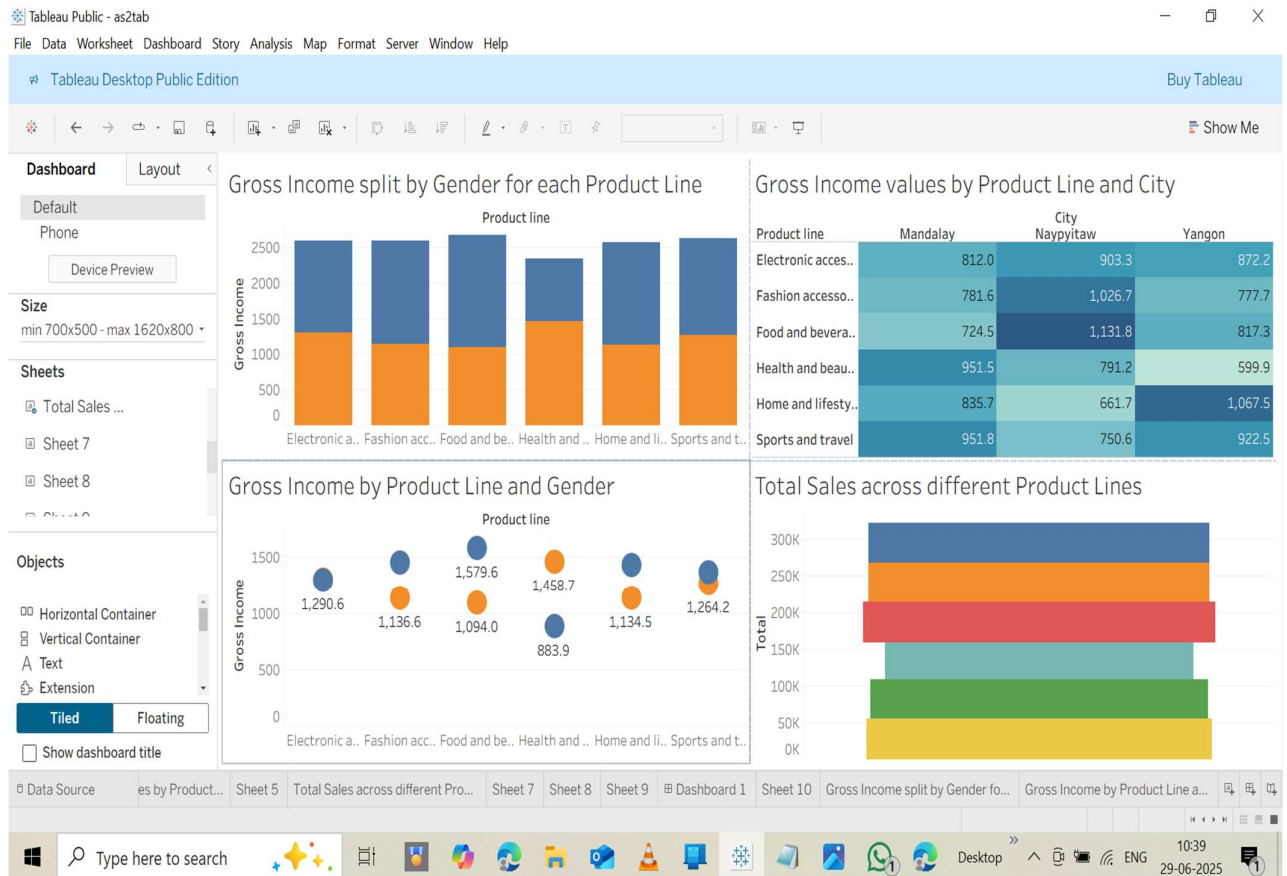 Tableau Public - as2tab
File Data Worksheet Dashboard Story Analysis Map Format Server Window Help
Tableau Desktop Public Edition
Buy Tableau
Show Me
Dashboard Layout
Default
Phone
Device Preview
Size
min 700x500 - max 1620x800
Sheets
Total Sales ...
Sheet 7
Sheet 8
Objects
Horizontal Container
Vertical Container
Text
Extension
Tiled Floating
Show dashboard title
Gross Income split by Gender for each Product Line
Product line
Gross Income
2500
2000
1500
1000
500
0
Electronic a.. Fashion acc.. Food and be.. Health and .. Home and li.. Sports and t..
Gross Income values by Product Line and City
City
Product line Mandalay Naypyitaw Yangon
Electronic acces.. 812.0 903.3 872.2
Fashion accesso.. 781.6 1,026.7 777.7
Food and bevera.. 724.5 1,131.8 817.3
Health and beau.. 951.5 791.2 599.9
Home and lifesty.. 835.7 661.7 1,067.5
Sports and travel 951.8 750.6 922.5
Gross Income by Product Line and Gender
Product line
Gross Income
1500
1000
500
0
1,290.6
1,136.6
1,579.6
1,094.0
1,458.7
883.9
1,134.5
1,264.2
Electronic a.. Fashion acc.. Food and be.. Health and .. Home and li.. Sports and t..
Total Sales across different Product Lines
Total
300K
250K
200K
150K
100K
50K
0K
Data Source es by Product... Sheet 5 Total Sales across different Pro... Sheet 7 Sheet 8 Sheet 9 Dashboard 1 Sheet 10 Gross Income split by Gender fo... Gross Income by Product Line a...
Type here to search
Desktop
ENG
10:39
29-06-2025
1
1